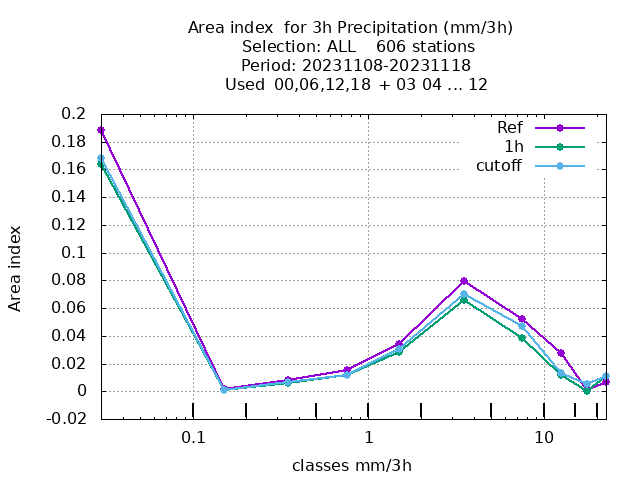 Area index  for 3h Precipitation (mm/3h)
Selection: ALL    606 stations
Period: 20231108-20231118
Used  00,06,12,18  + 03 04 ... 12
Ref
1h
cutoff
0.2
0.18
0.16
0.14
0.12
0.1
0.08
0.06
0.04
0.02
0
-0.02
Area index
0.1 1 10
classes mm/3h